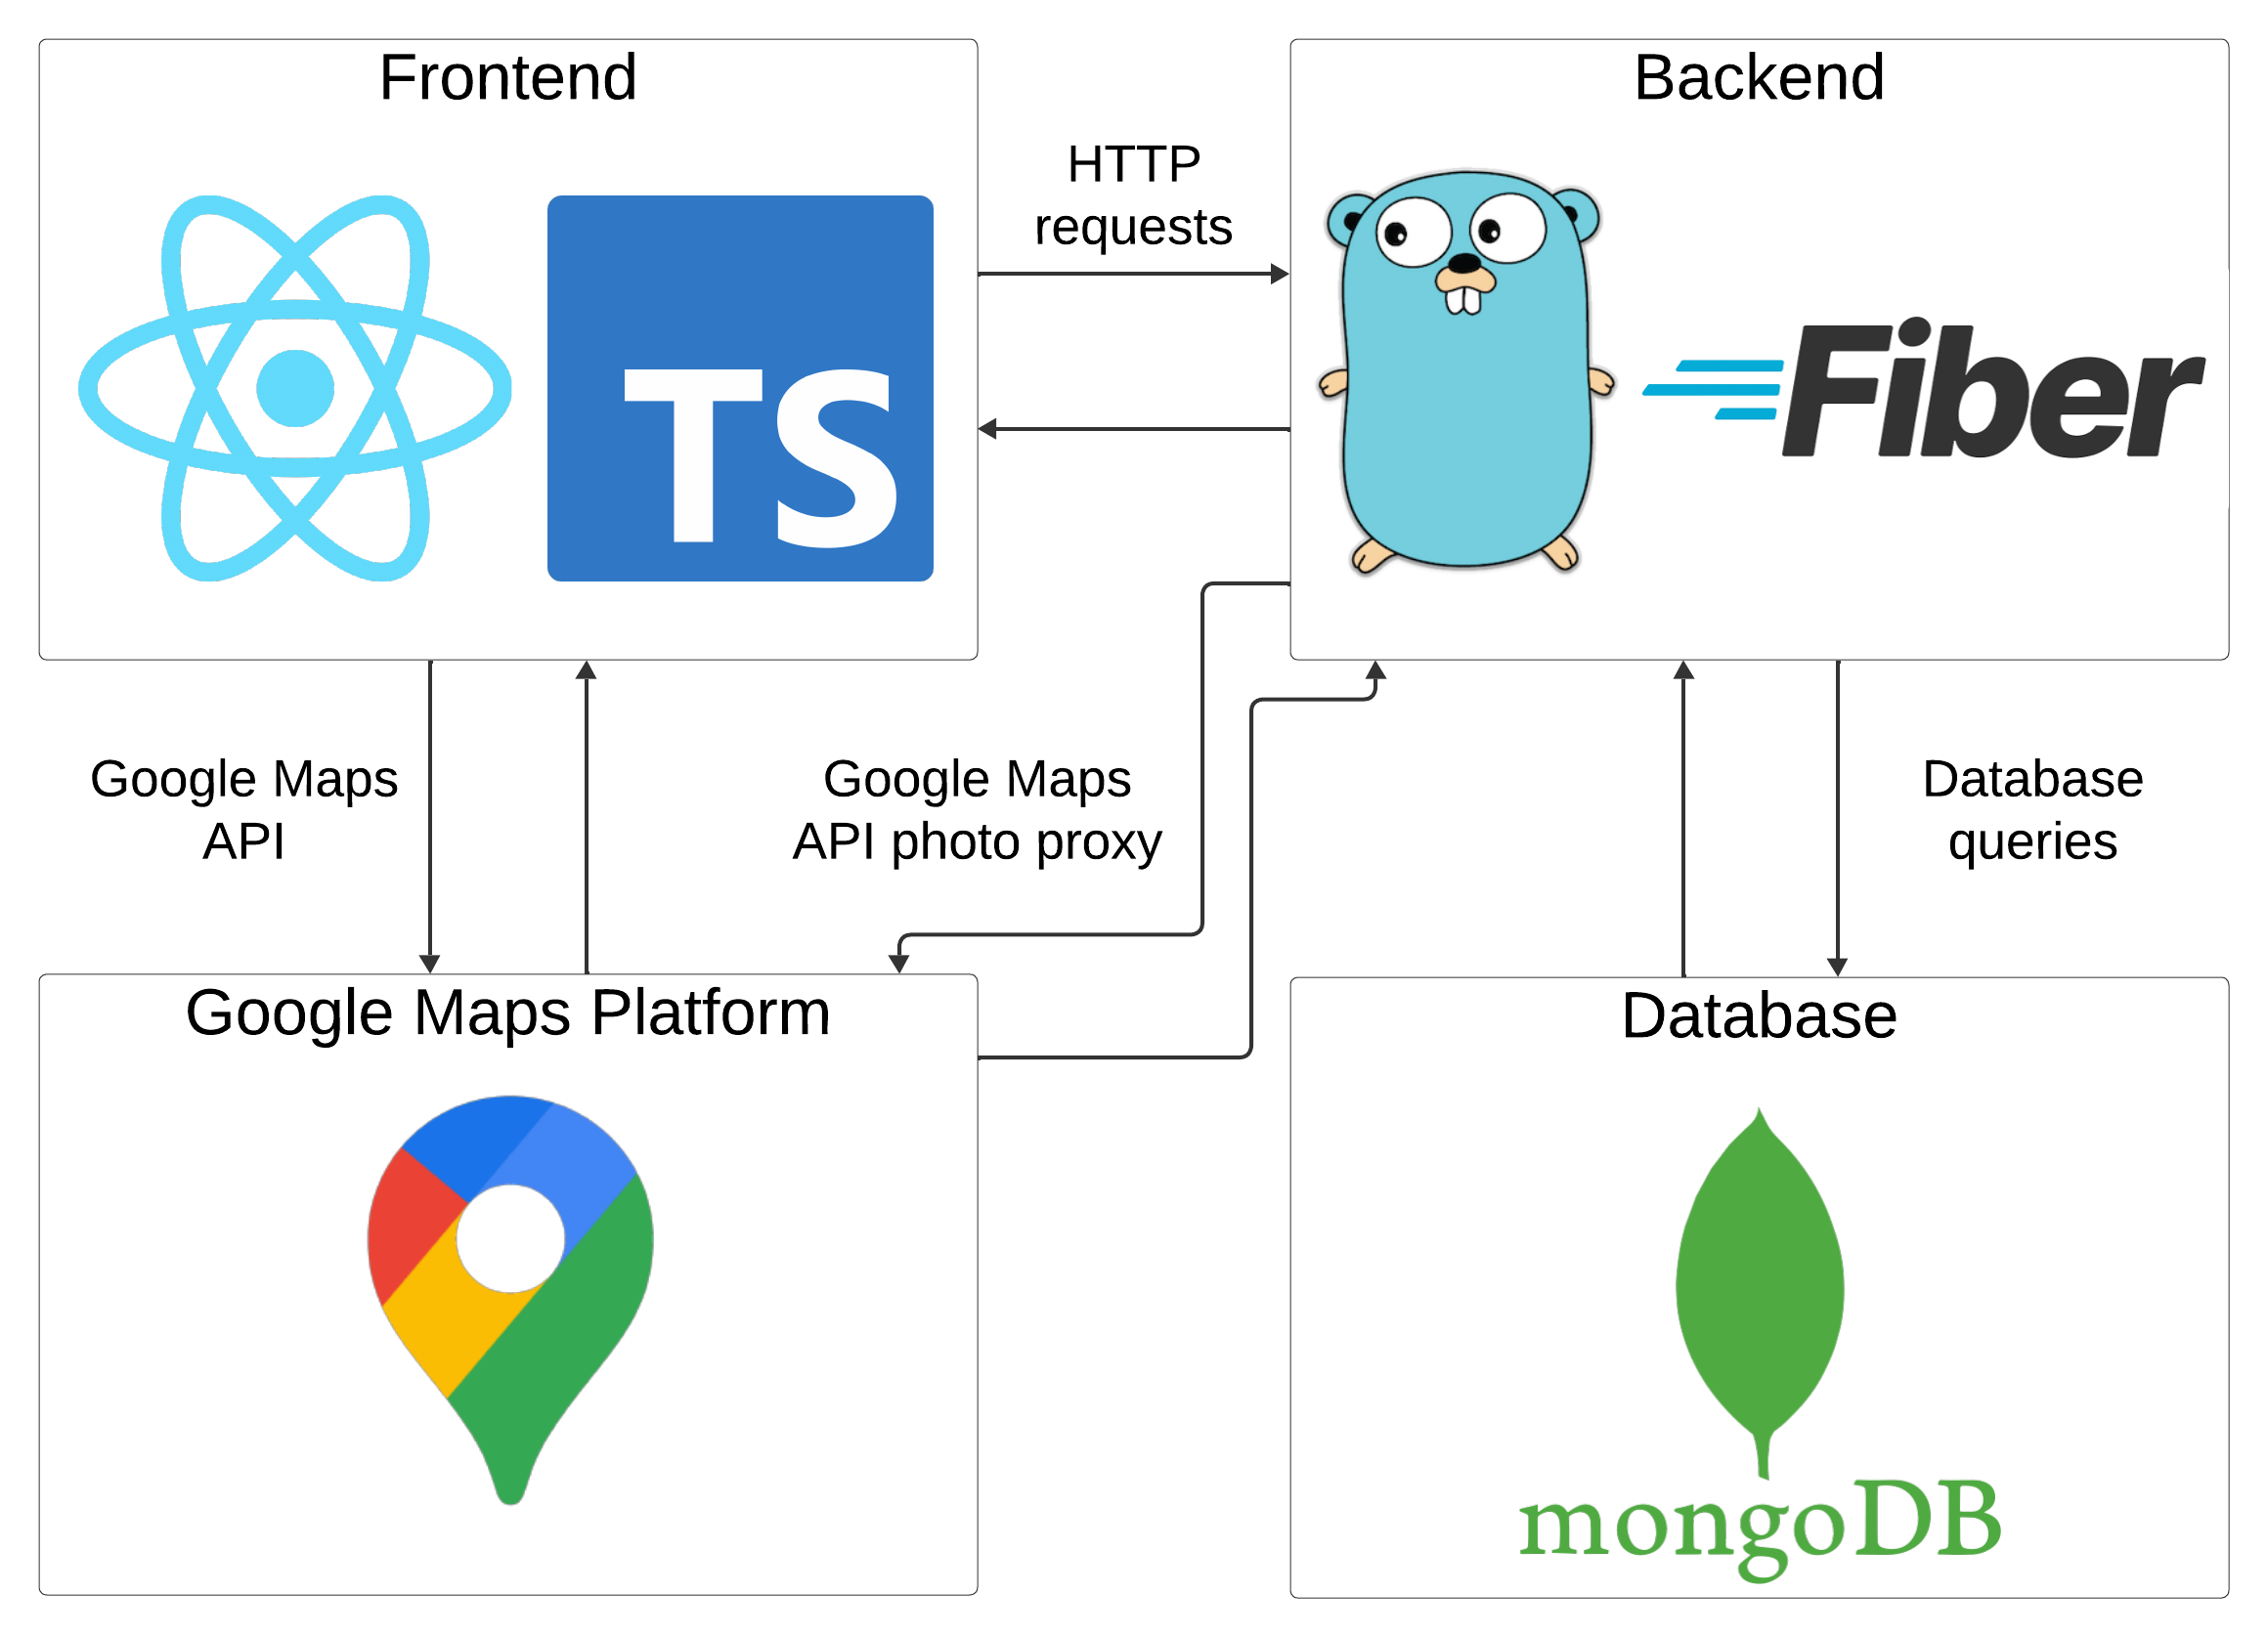 Frontend
Backend
HTTP
requests
TS
Fiber
Google Maps
API
Google Maps
API photo proxy
Database
queries
Google Maps Platform
Database
mongoDB